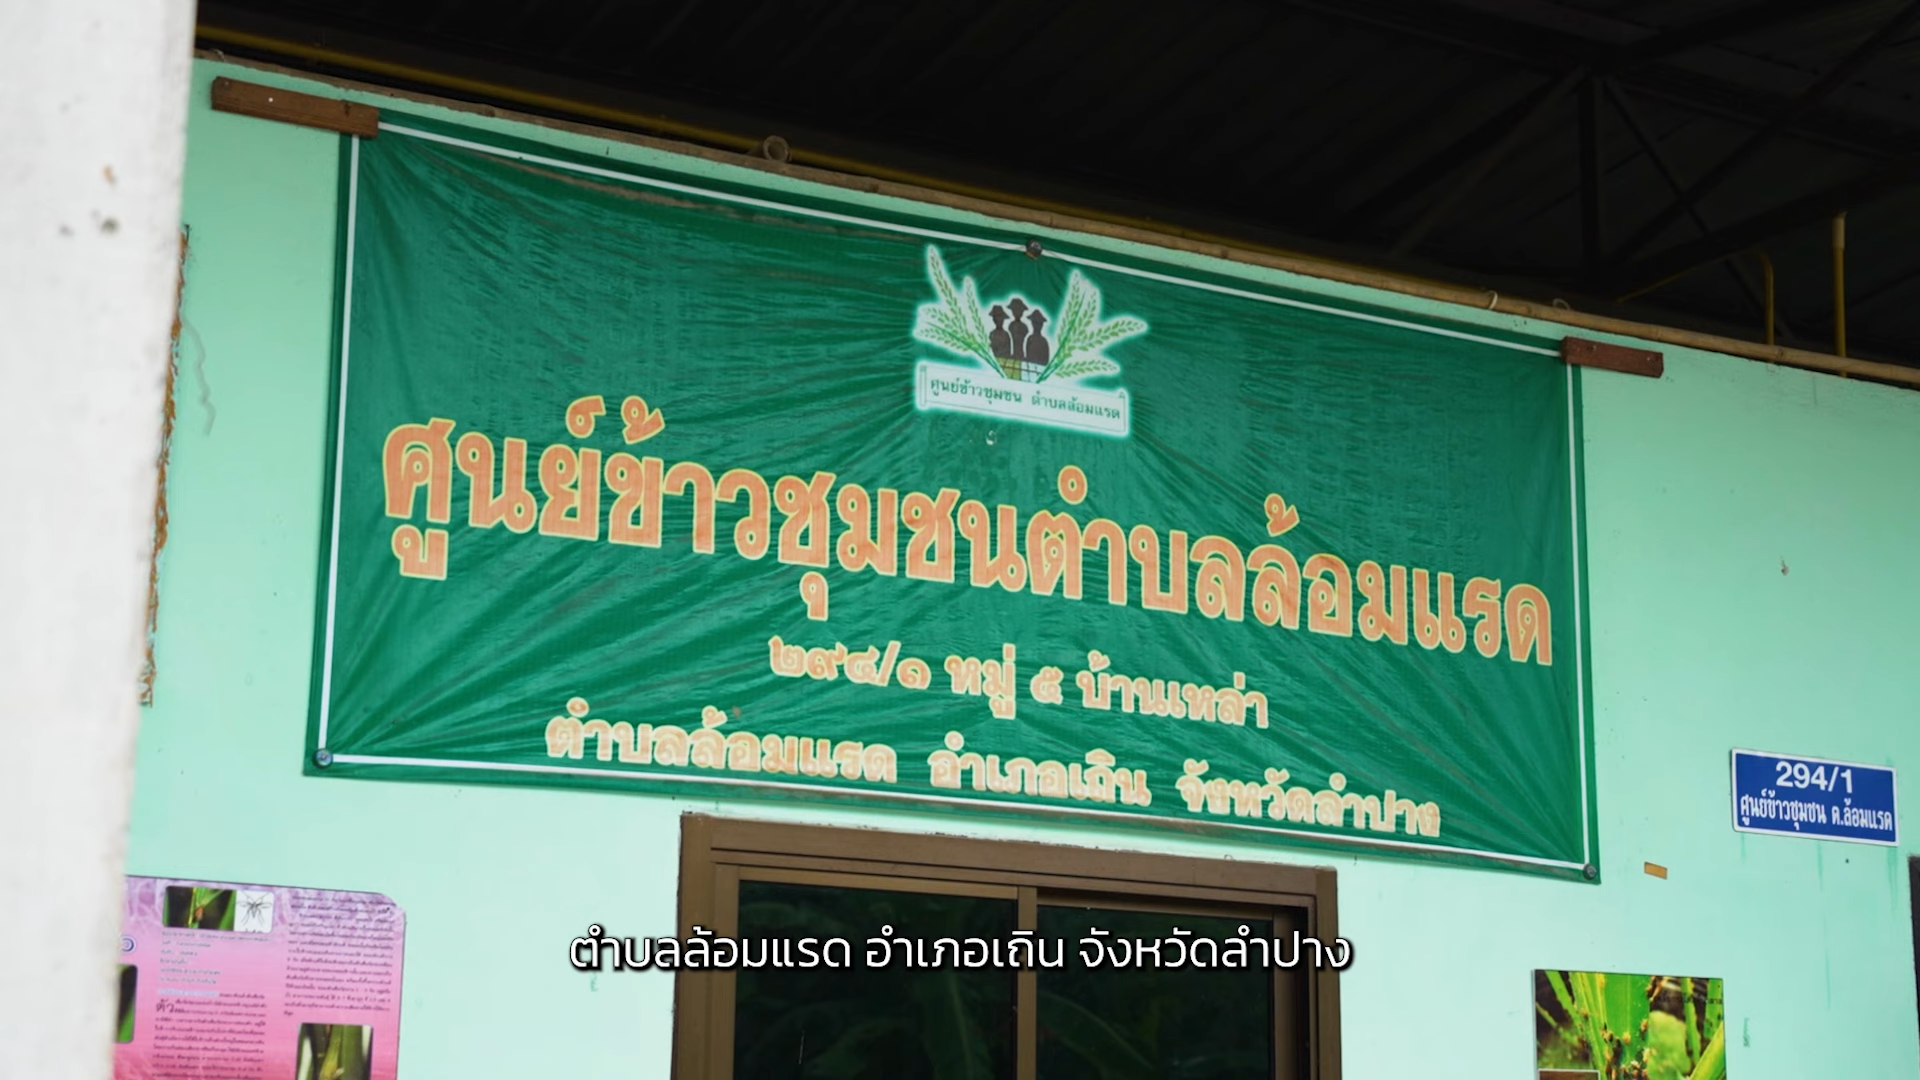 ศูนย์ข้าวชุมชน ตำบลล้อมแรด
ศูนย์ข้าวชุมชนตำบลล้อมแรด
๒๙๔/๑ หมู่ ๕ บ้านเหล่า
ตำบลล้อมแรด อำเภอเถิน จังหวัดลำปาง
294/1
ศูนย์ข้าวชุมชน ต.ล้อมแรด
ตำบลล้อมแรด อำเภอเถิน จังหวัดลำปาง